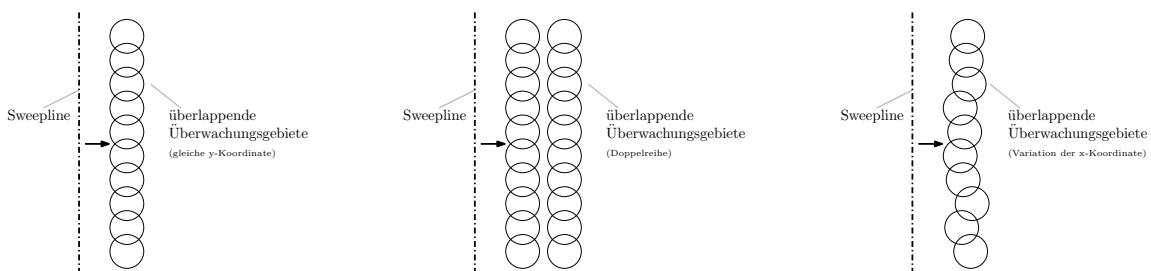 Sweepline
überlappende
Überwachungsgebiete
(gleiche y-Koordinate)
Sweepline
überlappende
Überwachungsgebiete
(Doppelreihe)
Sweepline
überlappende
Überwachungsgebiete
(Variation der x-Koordinate)